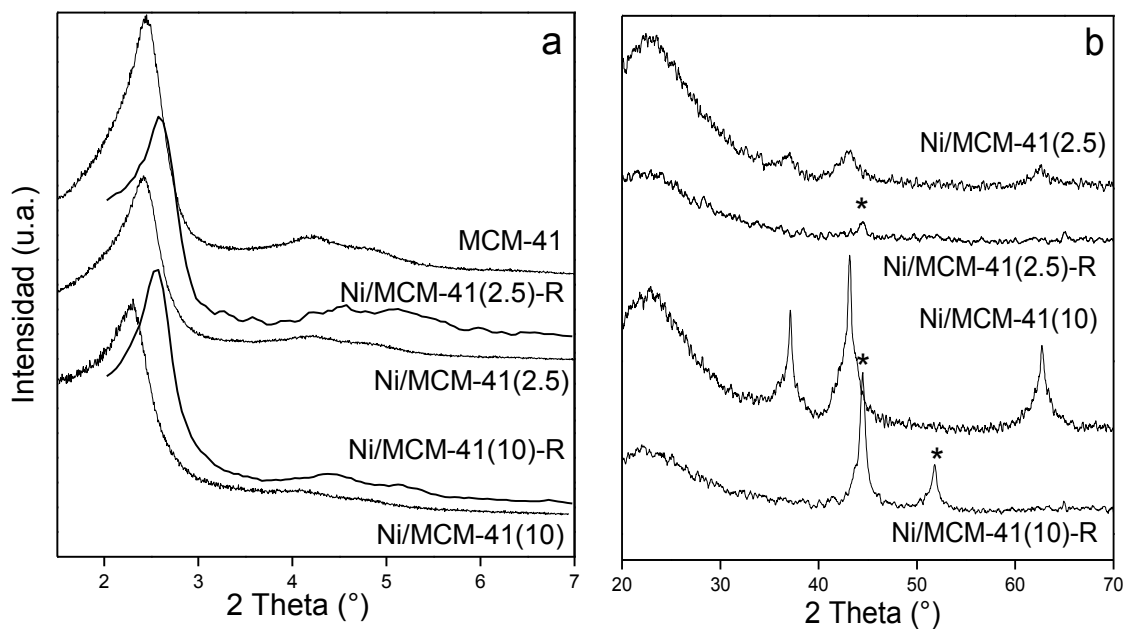 a
Intensidad (u.a.)
MCM-41
Ni/MCM-41(2.5)-R
Ni/MCM-41(2.5)
Ni/MCM-41(10)-R
Ni/MCM-41(10)
2 3 4 5 6 7
2 Theta (°)
b
Ni/MCM-41(2.5)
*
Ni/MCM-41(2.5)-R
Ni/MCM-41(10)
*
*
Ni/MCM-41(10)-R
20 30 40 50 60 70
2 Theta (°)